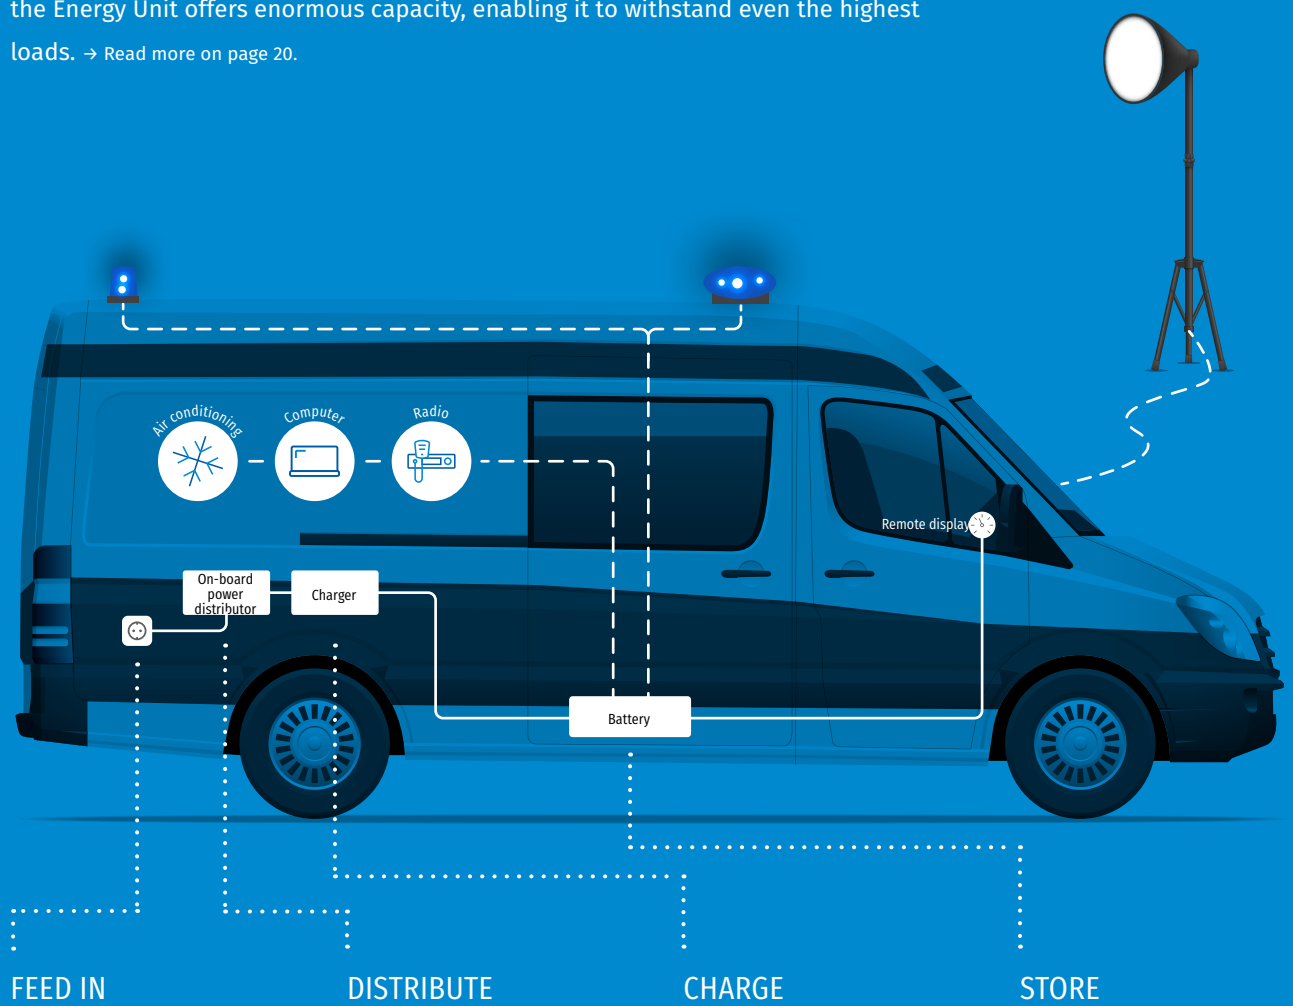 the Energy Unit offers enormous capacity, enabling it to withstand even the highest
loads. → Read more on page 20.
Air conditioning
Computer
Radio
Remote display
On-board
power
distributor
Charger
Battery
FEED IN
DISTRIBUTE
CHARGE
STORE